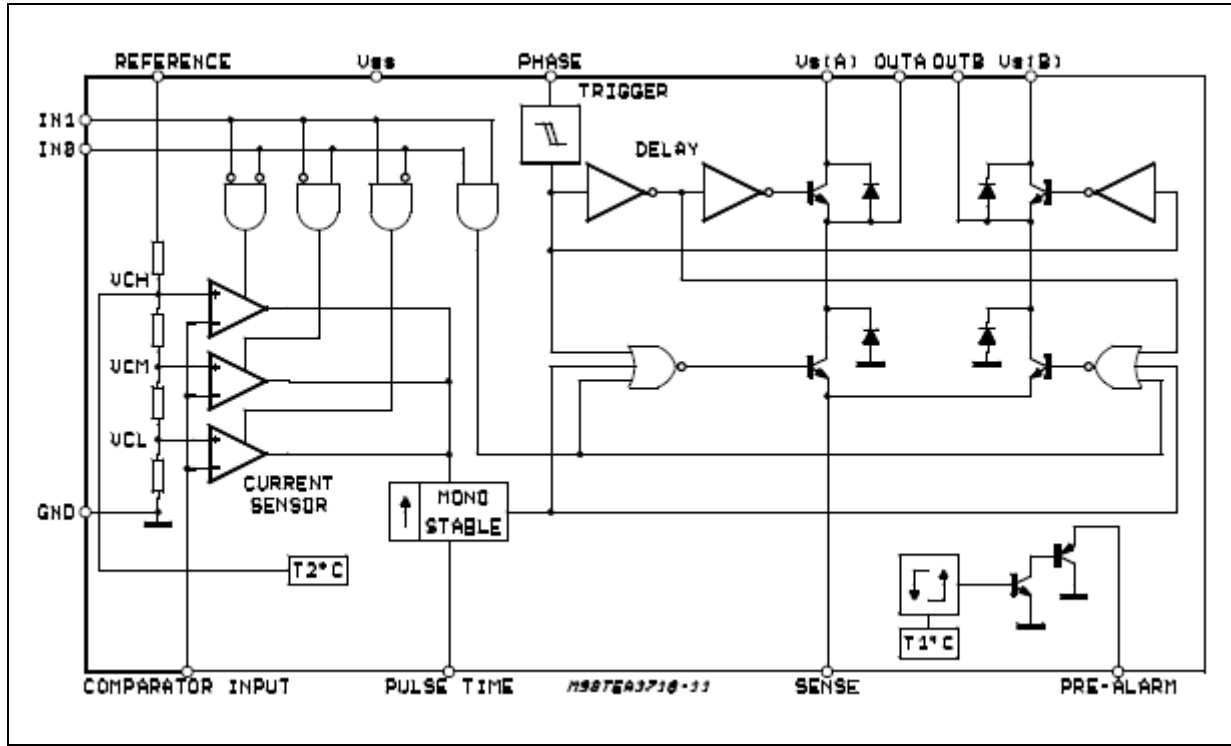 REFERENCE Vss PHASE Vs(A) OUTA OUTB Vs(B)
TRIGGER
IN1
IN0
DELAY
VCH
VCM
VCL
CURRENT
SENSOR
GND
MONO
STABLE
T2°C
T1°C
COMPARATOR INPUT PULSE TIME M98TEA3718-11 SENSE PRE-ALARM